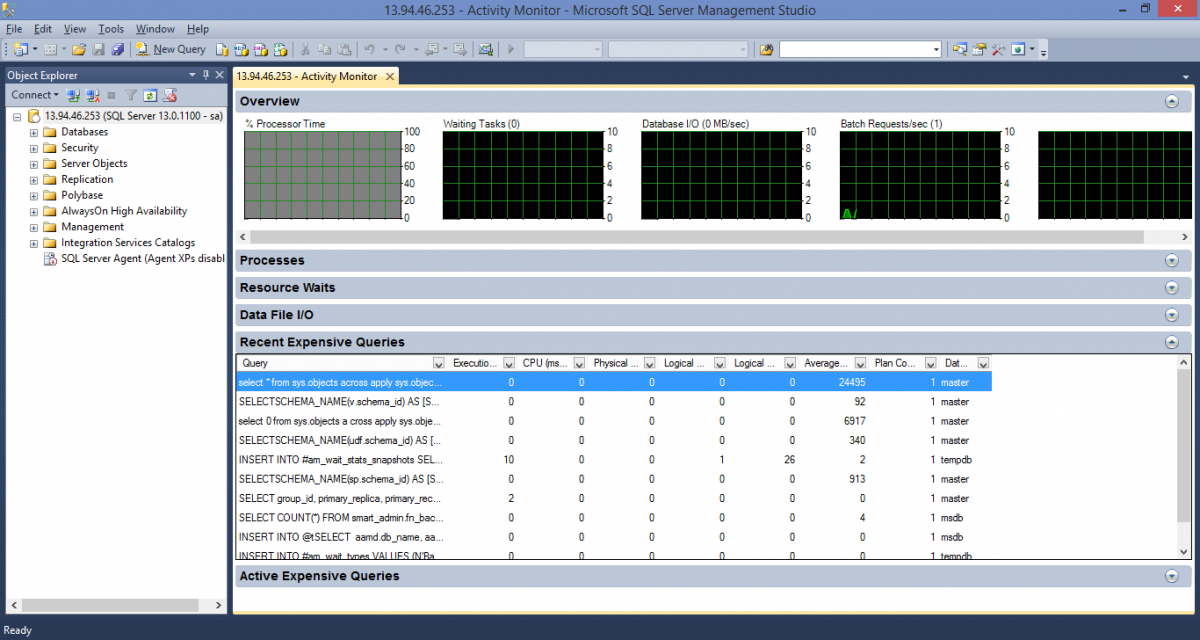 13.94.46.253 - Activity Monitor - Microsoft SQL Server Management Studio
File Edit View Tools Window Help
New Query
Object Explorer
Connect
13.94.46.253 (SQL Server 13.0.1100 - sa)
Databases
Security
Server Objects
Replication
Polybase
AlwaysOn High Availability
Management
Integration Services Catalogs
SQL Server Agent (Agent XPs disabl
13.94.46.253 - Activity Monitor
Overview
% Processor Time
100
80
60
40
20
0
Waiting Tasks (0)
10
8
6
4
2
0
Database I/O (0 MB/sec)
10
8
6
4
2
0
Batch Requests/sec (1)
10
8
6
4
2
0
Processes
Resource Waits
Data File I/O
Recent Expensive Queries
Query Executio... CPU (ms... Physical ... Logical ... Logical ... Average... Plan Co... Dat...
select * from sys.objects across apply sys.objec... 0 0 0 0 0 24495 1 master
SELECTSCHEMA_NAME(v.schema_id) AS [S... 0 0 0 0 0 92 1 master
select 0 from sys.objects a cross apply sys.obje... 0 0 0 0 0 6917 1 master
SELECTSCHEMA_NAME(udf.schema_id) AS [... 0 0 0 0 0 340 1 master
INSERT INTO #am_wait_stats_snapshots SEL... 10 0 0 1 26 2 1 tempdb
SELECTSCHEMA_NAME(sp.schema_id) AS [S... 0 0 0 0 0 913 1 master
SELECT group_id, primary_replica, primary_rec... 2 0 0 0 0 0 1 master
SELECT COUNT(*) FROM smart_admin.fn_bac... 0 0 0 0 0 4 1 msdb
INSERT INTO @tSELECT aamd.db_name, aa... 0 0 0 0 0 0 1 msdb
INSERT INTO #am_wait_types VALUES (N'Ba... 0 0 0 0 0 0 1 tempdb
Active Expensive Queries
Ready